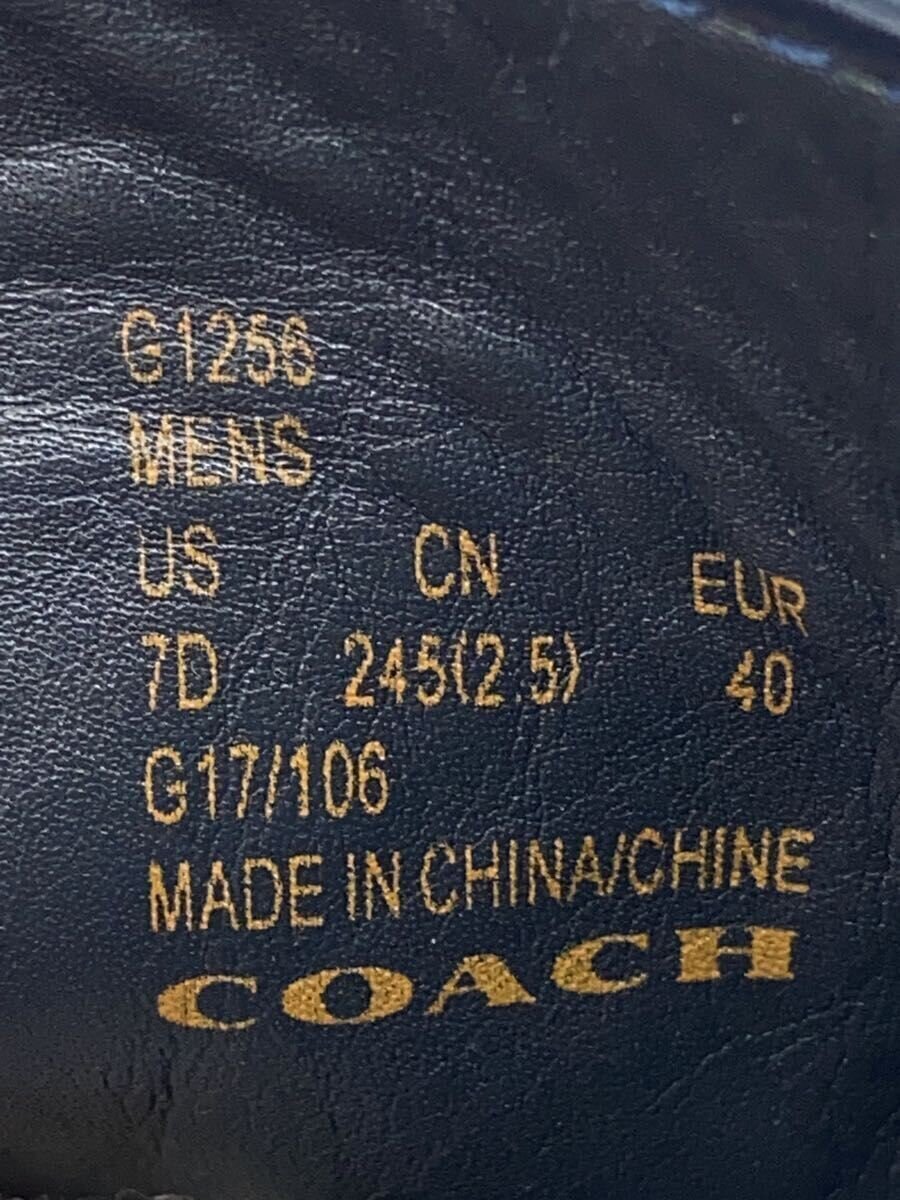 G1256
MENS
US CN EUR
7D 245(2.5) 40
G17/106
MADE IN CHINA/CHINE
COACH